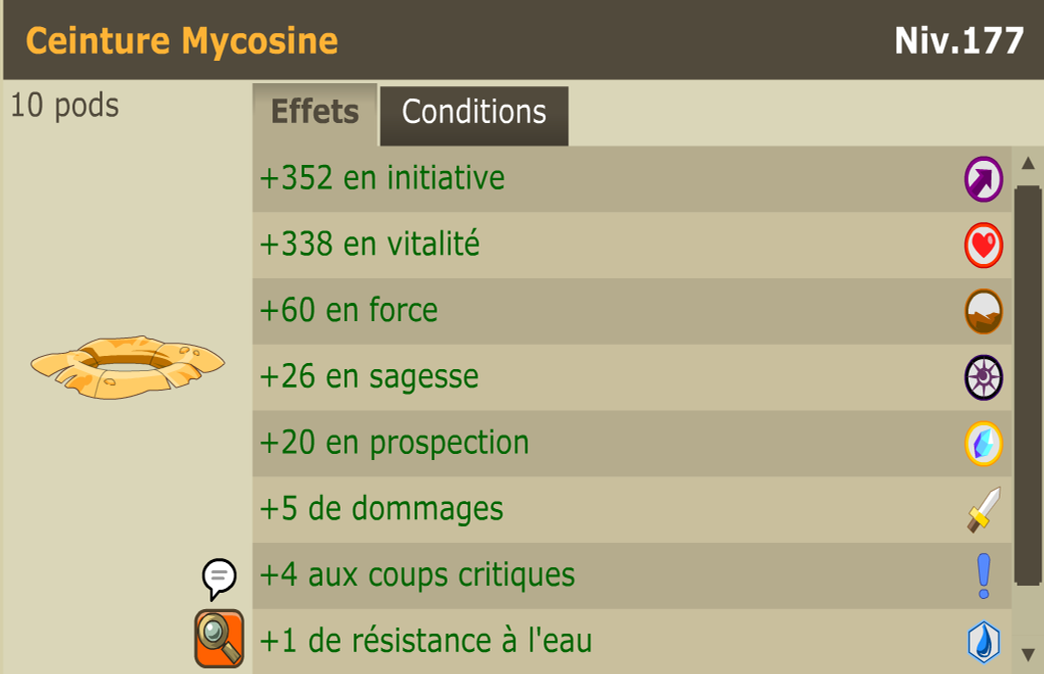 Ceinture Mycosine
Niv.177
10 pods
Effets
Conditions
+352 en initiative
+338 en vitalité
+60 en force
+26 en sagesse
+20 en prospection
+5 de dommages
+4 aux coups critiques
+1 de résistance à l'eau